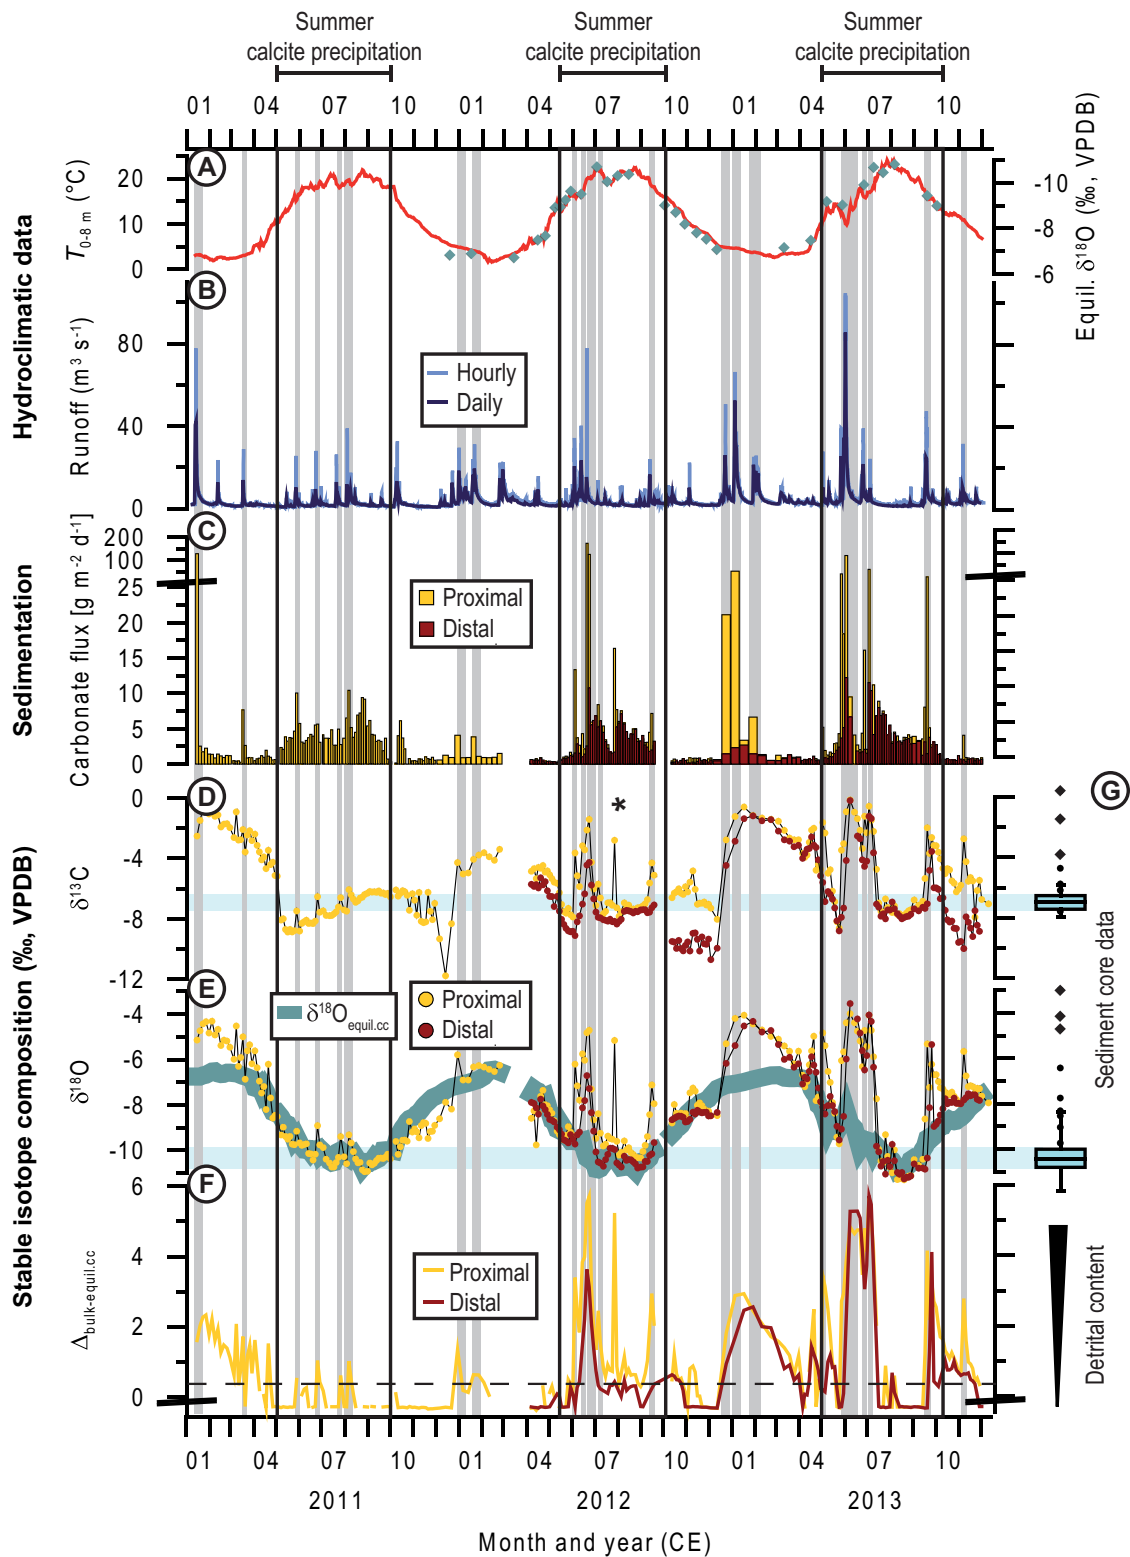 Summer
calcite precipitation
Summer
calcite precipitation
Summer
calcite precipitation
01 04 07 10 01 04 07 10 01 04 07 10
Hydroclimatic data
A
T0-8 m (°C)
20
10
0
Equil. δ18O (‰, VPDB)
-10
-8
-6
B
Runoff (m3 s-1)
80
40
0
Hourly
Daily
Sedimentation
C
Carbonate flux [g m-2 d-1]
200
100
25
20
15
10
5
0
Proximal
Distal
Stable isotope composition (‰, VPDB)
D
δ13C
0
-4
-8
-12
*
G
Sediment core data
E
δ18O
-4
-6
-8
-10
δ18Oequil.cc
Proximal
Distal
F
Δbulk-equil.cc
6
4
2
0
Proximal
Distal
Detrital content
01 04 07 10 01 04 07 10 01 04 07 10
2011 2012 2013
Month and year (CE)